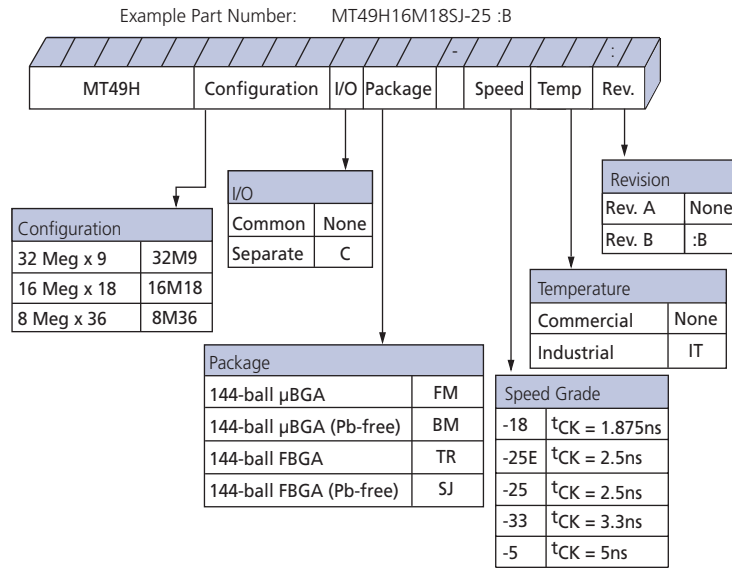 Example Part Number: MT49H16M18SJ-25 :B
- :
MT49H Configuration I/O Package Speed Temp Rev.
Configuration
32 Meg x 9 32M9
16 Meg x 18 16M18
8 Meg x 36 8M36
I/O
Common None
Separate C
Package
144-ball µBGA FM
144-ball µBGA (Pb-free) BM
144-ball FBGA TR
144-ball FBGA (Pb-free) SJ
Speed Grade
-18 tCK = 1.875ns
-25E tCK = 2.5ns
-25 tCK = 2.5ns
-33 tCK = 3.3ns
-5 tCK = 5ns
Temperature
Commercial None
Industrial IT
Revision
Rev. A None
Rev. B :B